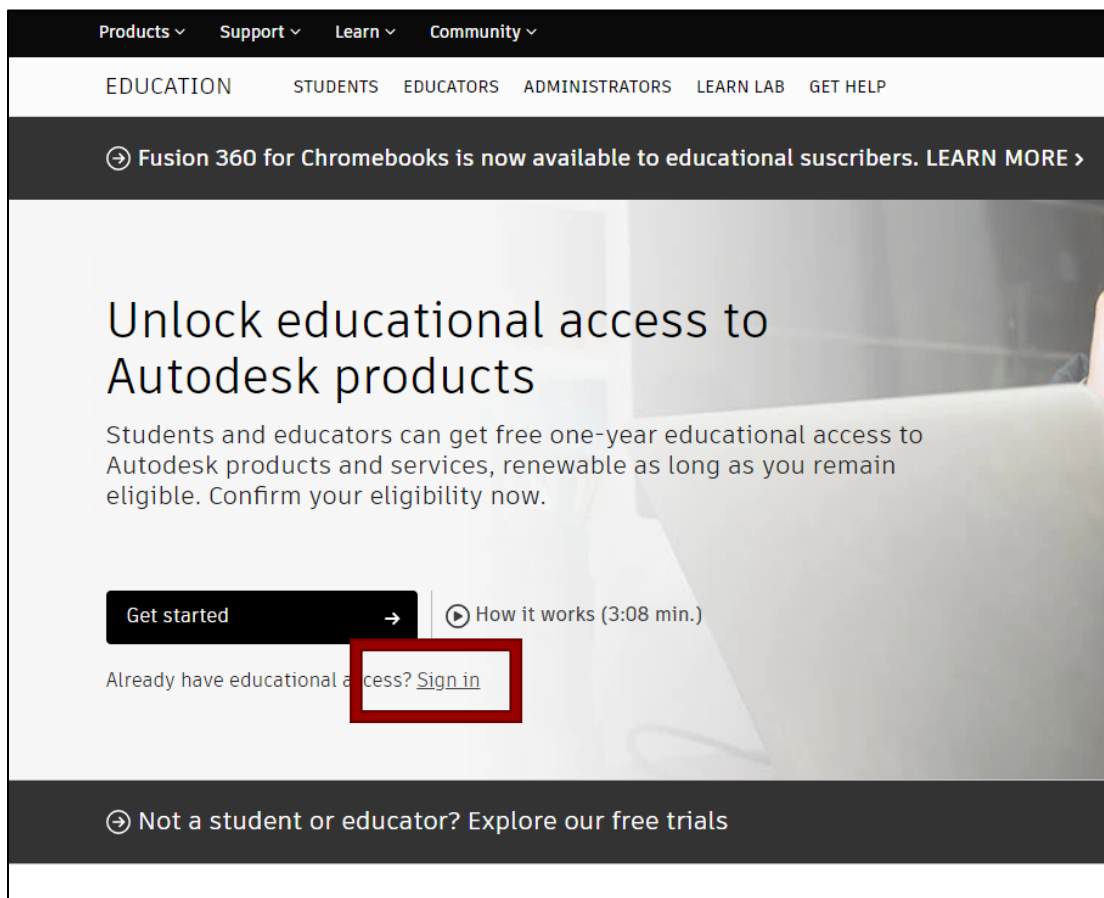 Products Support Learn Community
EDUCATION STUDENTS EDUCATORS ADMINISTRATORS LEARN LAB GET HELP
Fusion 360 for Chromebooks is now available to educational suscribers. LEARN MORE >
Unlock educational access to
Autodesk products
Students and educators can get free one-year educational access to
Autodesk products and services, renewable as long as you remain
eligible. Confirm your eligibility now.
Get started → How it works (3:08 min.)
Already have educational access? Sign in
Not a student or educator? Explore our free trials